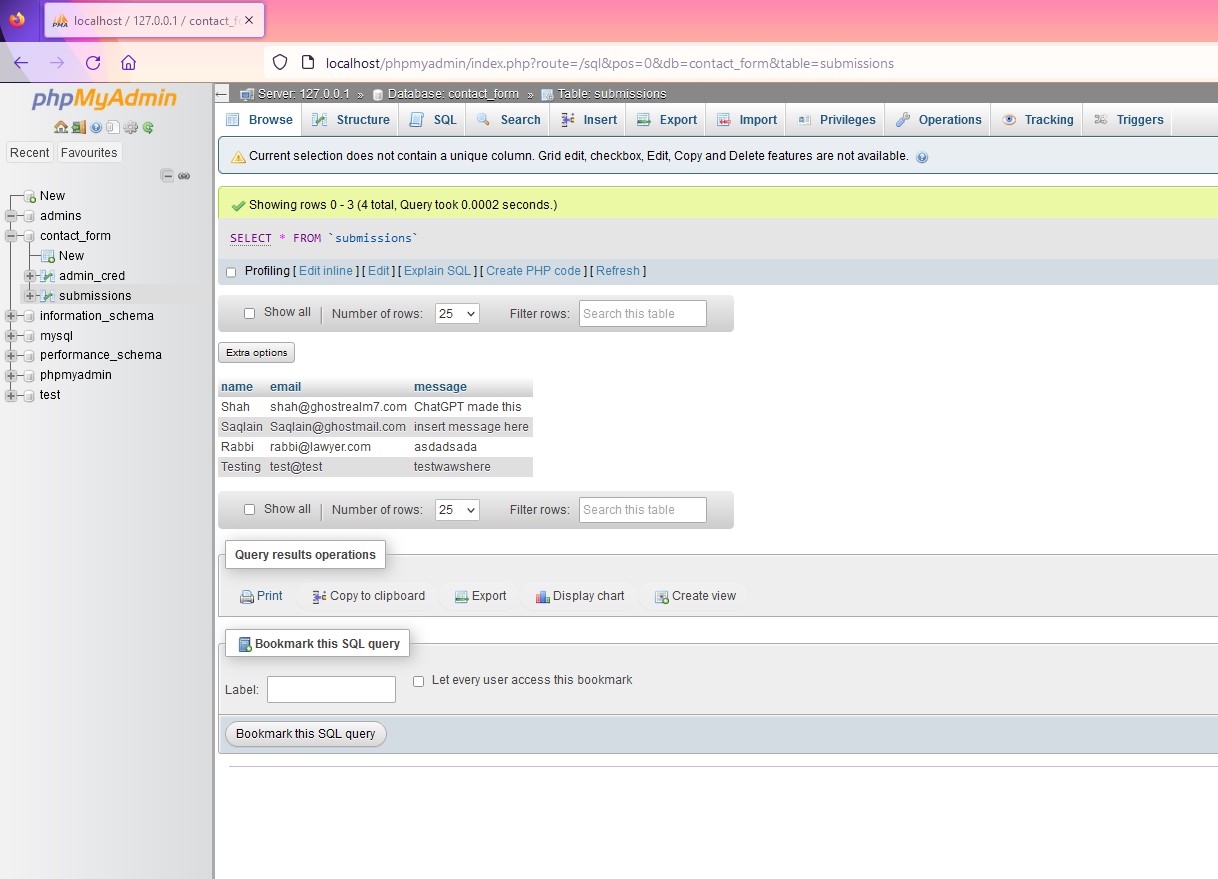 localhost / 127.0.0.1 / contact_f
localhost/phpmyadmin/index.php?route=/sql&pos=0&db=contact_form&table=submissions
phpMyAdmin
Recent Favourites
New
admins
contact_form
New
admin_cred
submissions
information_schema
mysql
performance_schema
phpmyadmin
test
Server: 127.0.0.1 » Database: contact_form » Table: submissions
Browse Structure SQL Search Insert Export Import Privileges Operations Tracking Triggers
Current selection does not contain a unique column. Grid edit, checkbox, Edit, Copy and Delete features are not available.
Showing rows 0 - 3 (4 total, Query took 0.0002 seconds.)
SELECT * FROM `submissions`
Profiling [ Edit inline ] [ Edit ] [ Explain SQL ] [ Create PHP code ] [ Refresh ]
Show all | Number of rows: 25 Filter rows: Search this table
Extra options
name email message
Shah shah@ghostrealm7.com ChatGPT made this
Saqlain Saqlain@ghostmail.com insert message here
Rabbi rabbi@lawyer.com asdadsada
Testing test@test testwawshere
Show all | Number of rows: 25 Filter rows: Search this table
Query results operations
Print Copy to clipboard Export Display chart Create view
Bookmark this SQL query
Label: Let every user access this bookmark
Bookmark this SQL query